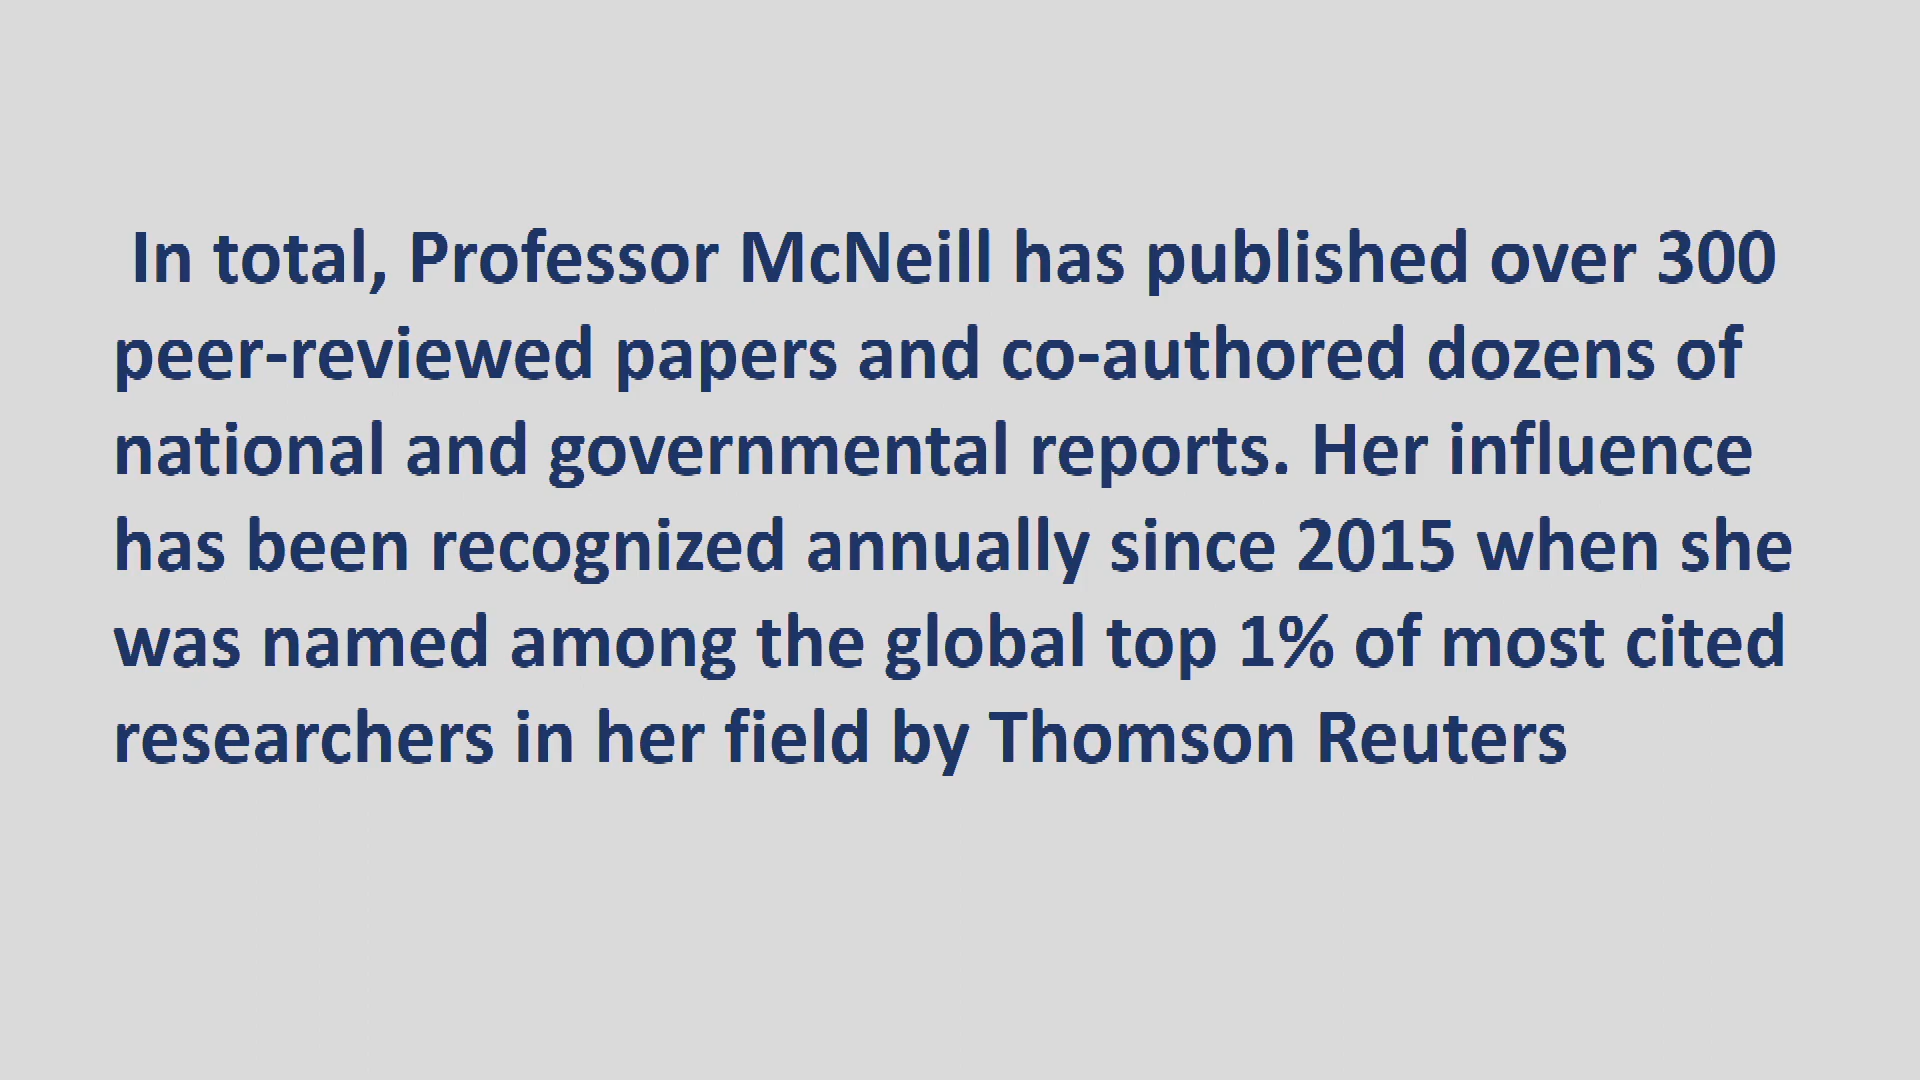 In total, Professor McNeill has published over 300
peer-reviewed papers and co-authored dozens of
national and governmental reports. Her influence
has been recognized annually since 2015 when she
was named among the global top 1% of most cited
researchers in her field by Thomson Reuters